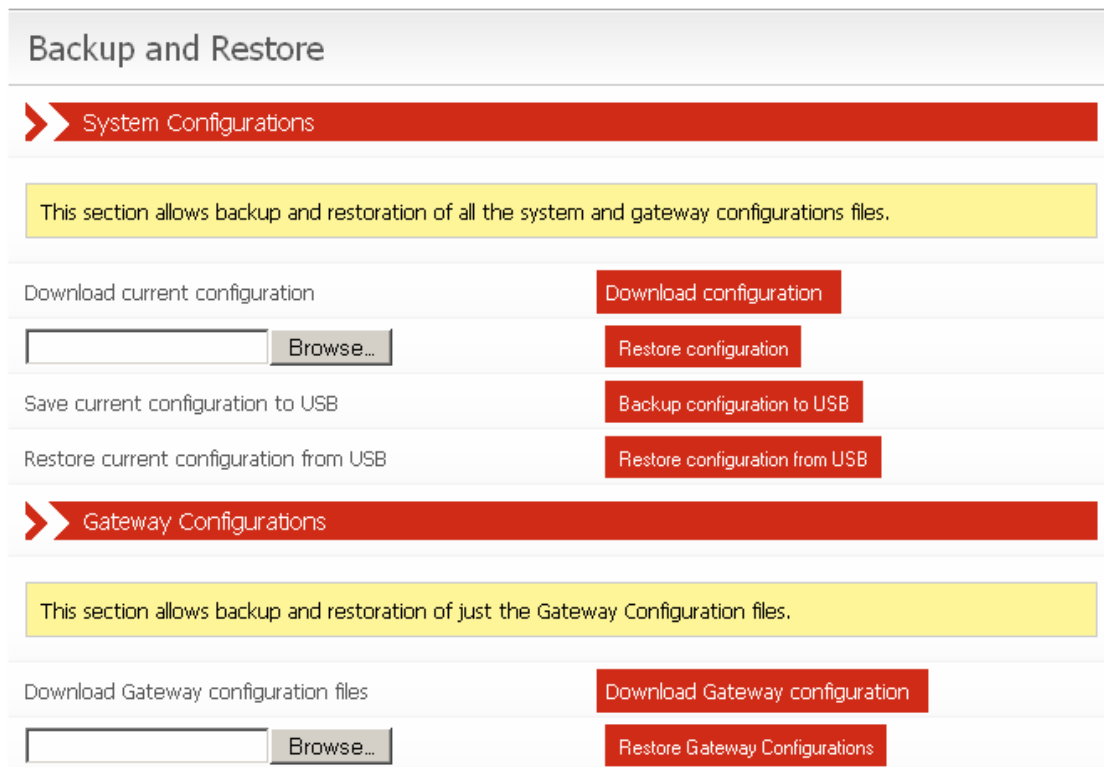 Backup and Restore
System Configurations
This section allows backup and restoration of all the system and gateway configurations files.
Download current configuration Download configuration
Browse... Restore configuration
Save current configuration to USB Backup configuration to USB
Restore current configuration from USB Restore configuration from USB
Gateway Configurations
This section allows backup and restoration of just the Gateway Configuration files.
Download Gateway configuration files Download Gateway configuration
Browse... Restore Gateway Configurations